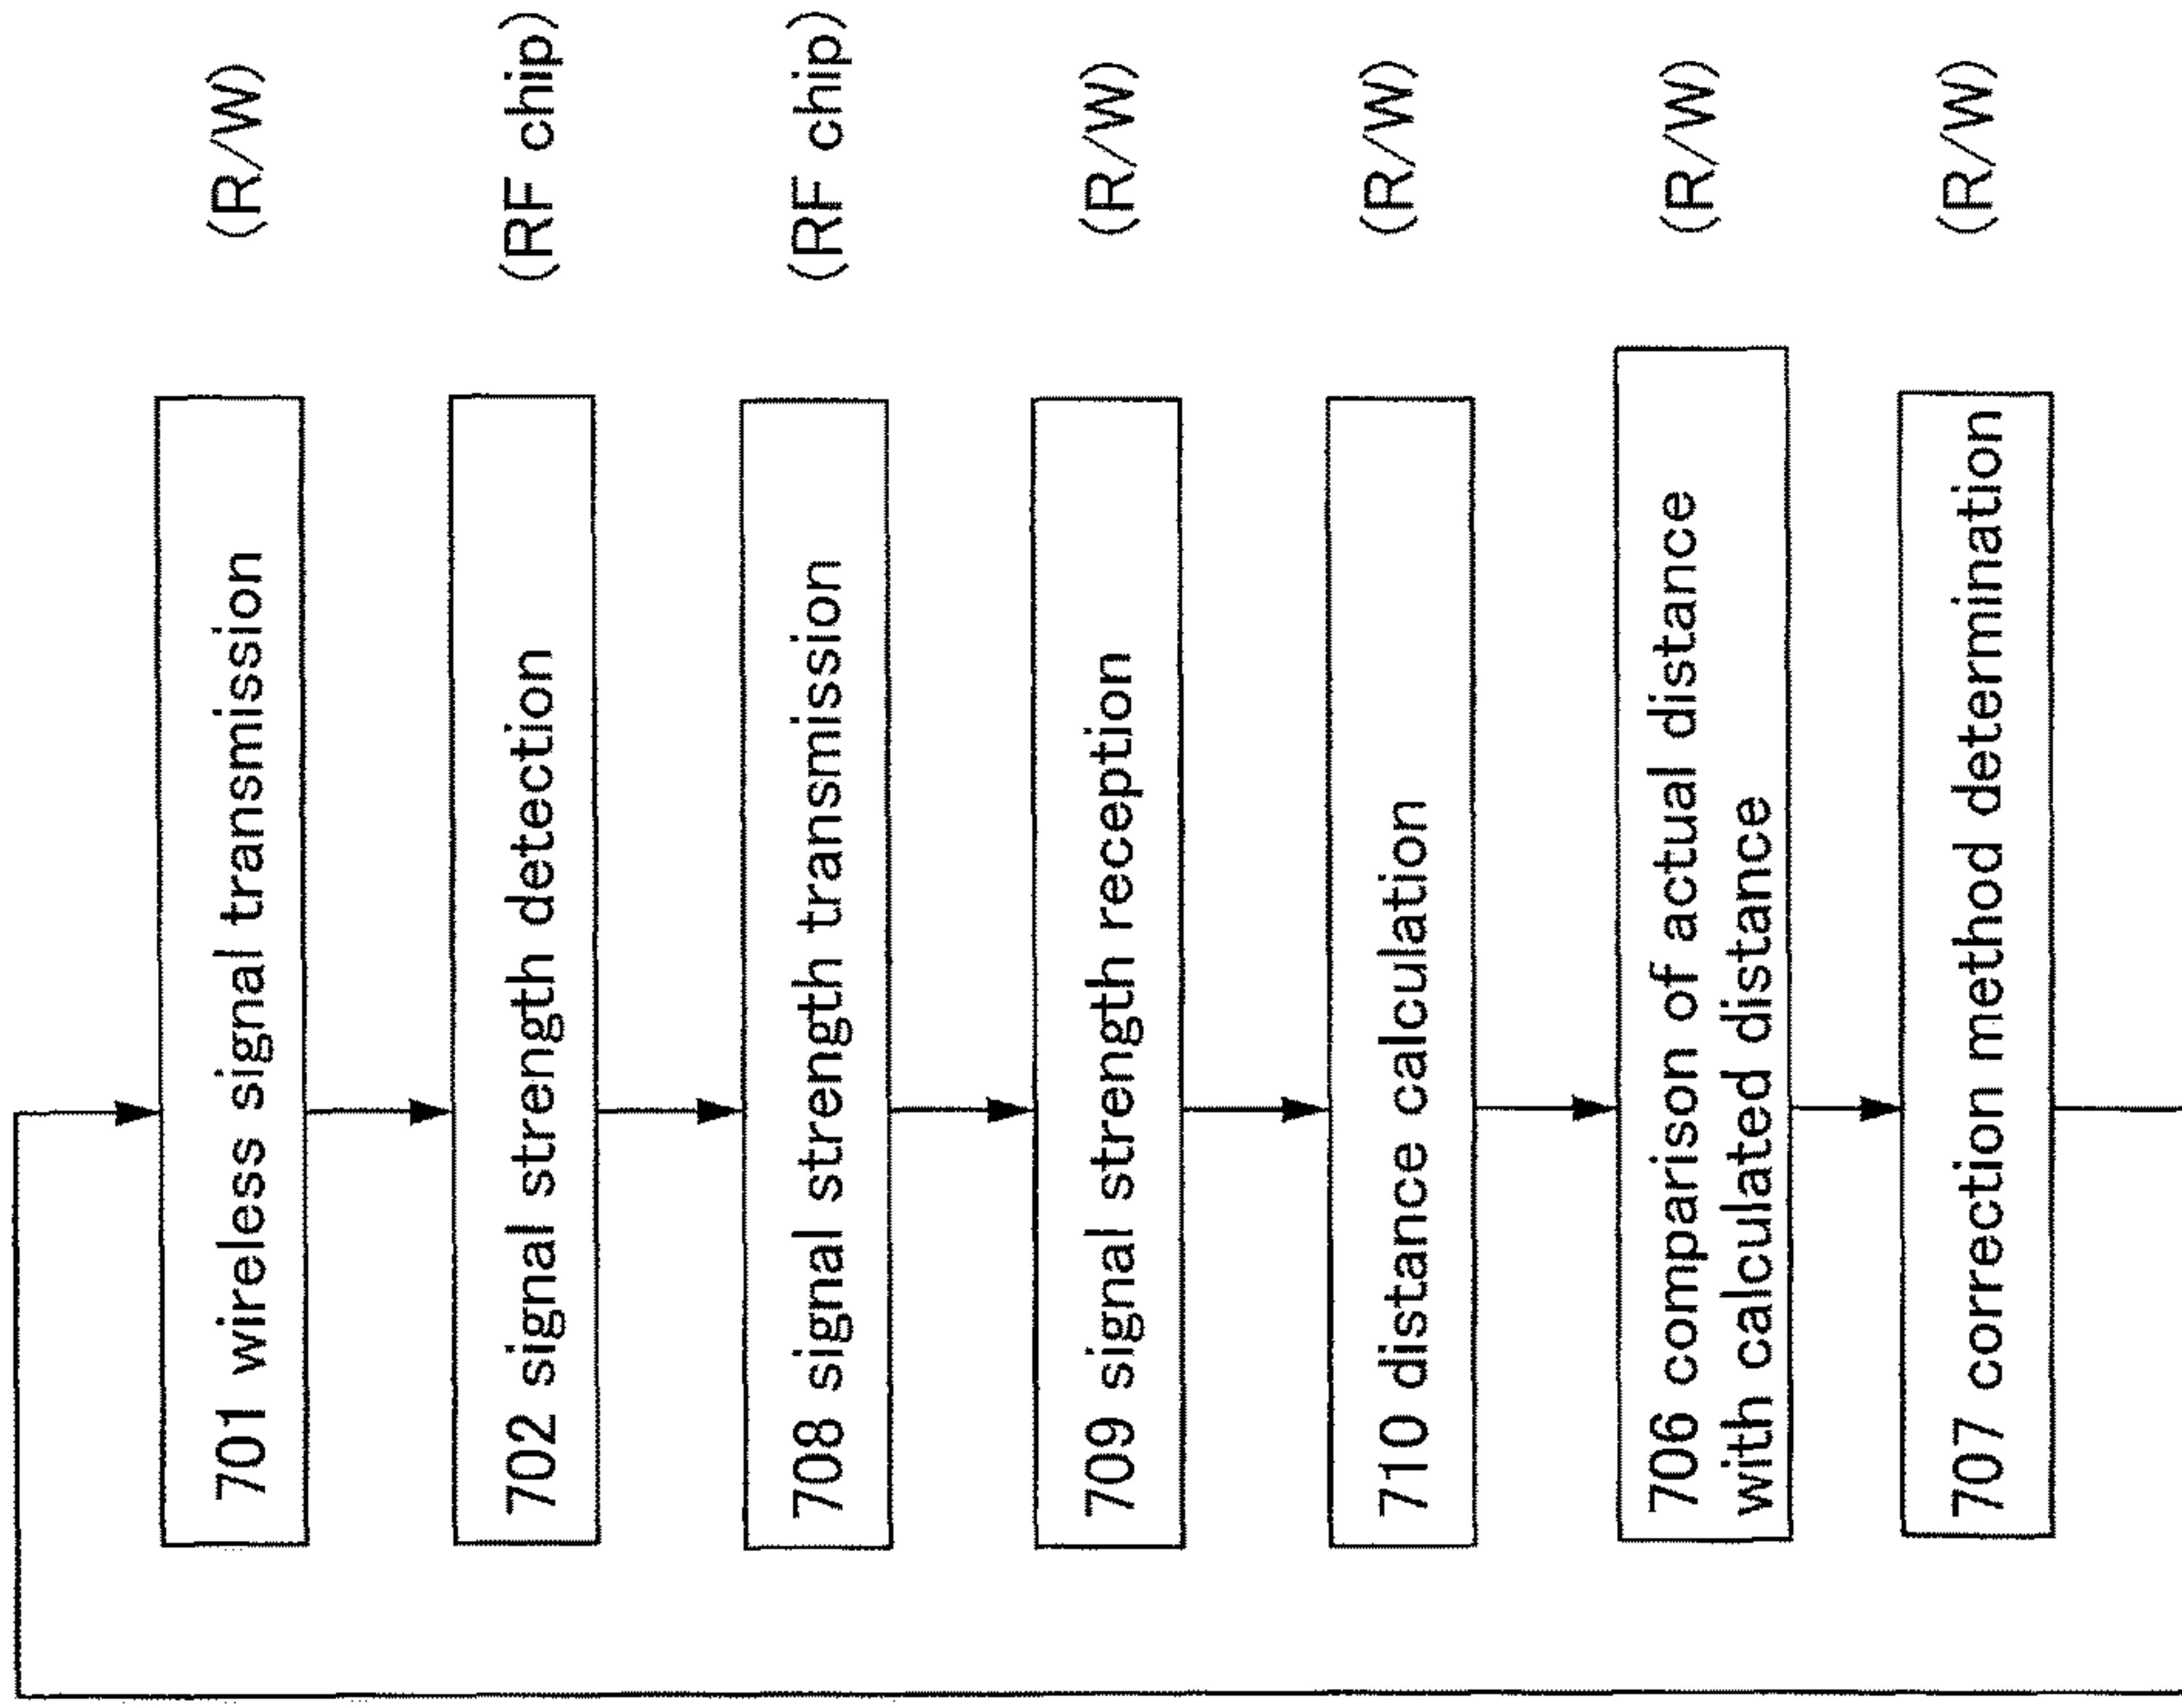 701 wireless signal transmission
(R/W)
702 signal strength detection
(RF chip)
708 signal strength transmission
(RF chip)
709 signal strength reception
(R/W)
710 distance calculation
(R/W)
706 comparison of actual distance
with calculated distance
(R/W)
707 correction method determination
(R/W)